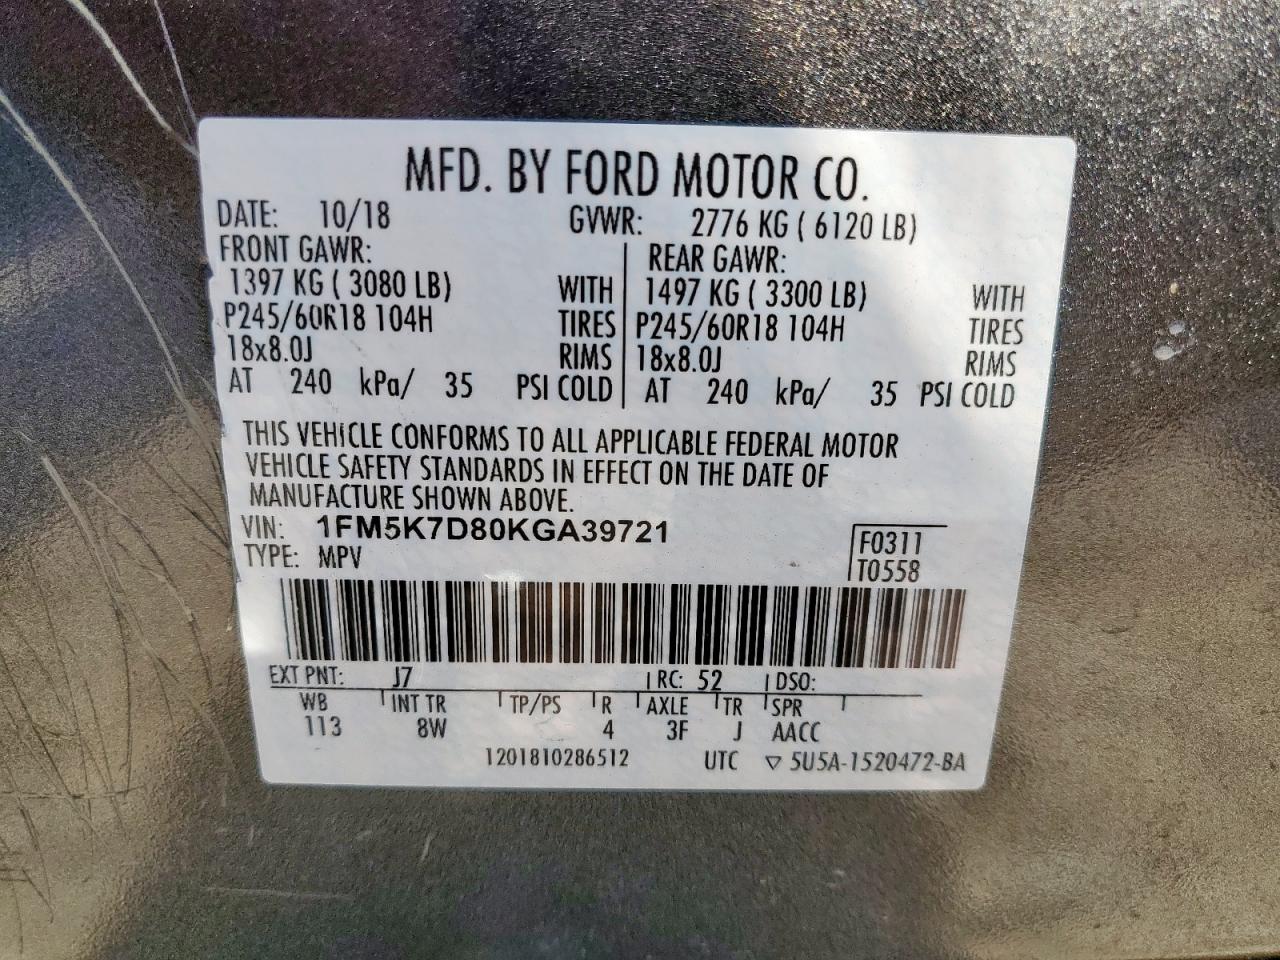 MFD. BY FORD MOTOR CO.
DATE: 10/18 GVWR: 2776 KG ( 6120 LB)
FRONT GAWR: REAR GAWR:
1397 KG ( 3080 LB) WITH 1497 KG ( 3300 LB) WITH
P245/60R18 104H TIRES P245/60R18 104H TIRES
18x8.0J RIMS 18x8.0J RIMS
AT 240 kPa/ 35 PSI COLD AT 240 kPa/ 35 PSI COLD
THIS VEHICLE CONFORMS TO ALL APPLICABLE FEDERAL MOTOR
VEHICLE SAFETY STANDARDS IN EFFECT ON THE DATE OF
MANUFACTURE SHOWN ABOVE.
VIN: 1FM5K7D80KGA39721 F0311
TYPE: MPV T0558
EXT PNT: J7 RC: 52 DSO:
WB INT TR TP/PS R AXLE TR SPR
113 8W 4 3F J AACC
1201810286512 UTC ▽ 5U5A-1520472-BA